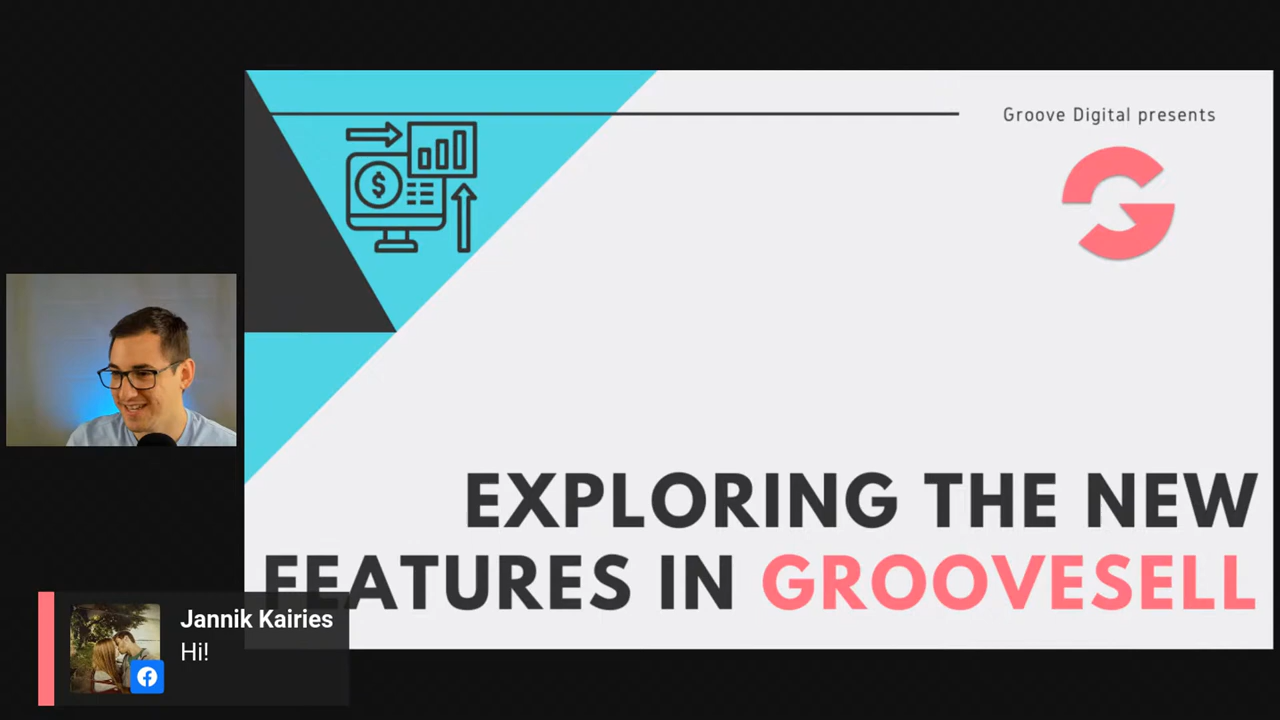 Groove Digital presents
$
EXPLORING THE NEW
FEATURES IN GROOVESELL
Jannik Kairies
Hi!